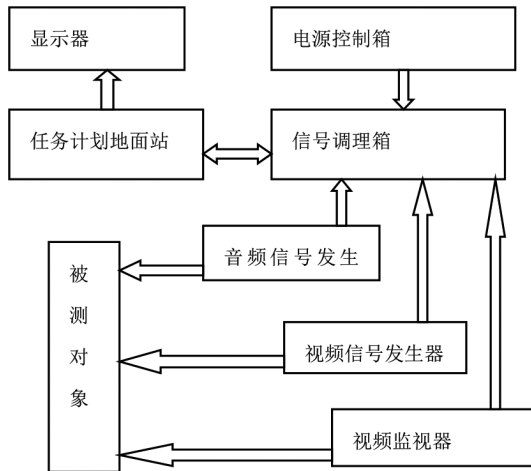 显示器
电源控制箱
任务计划地面站
信号调理箱
音频信号发生
被测对象
视频信号发生器
视频监视器